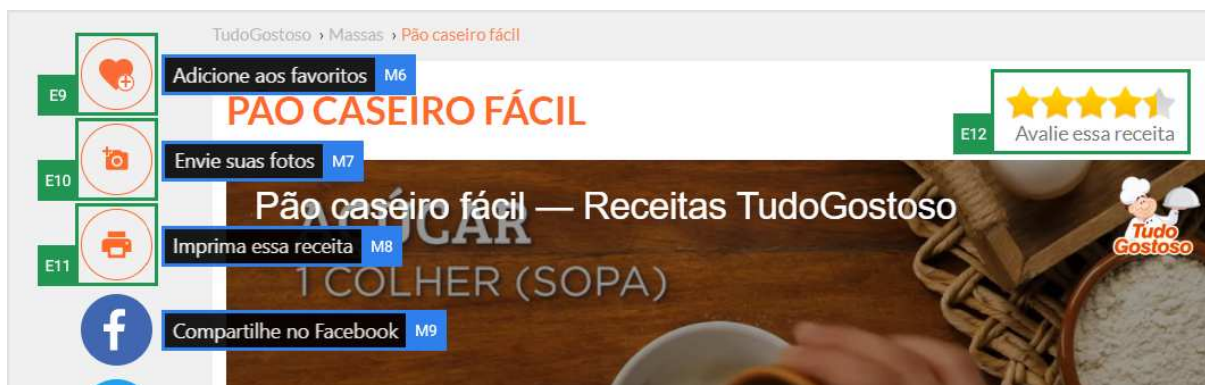 TudoGostoso › Massas › Pão caseiro fácil
E9
Adicione aos favoritos M6
PÃO CASEIRO FÁCIL
E12
Avalie essa receita
E10
Envie suas fotos M7
Pão caseiro fácil — Receitas TudoGostoso
AÇÚCAR
Tudo
Gostoso
E11
Imprima essa receita M8
1 COLHER (SOPA)
f
Compartilhe no Facebook M9